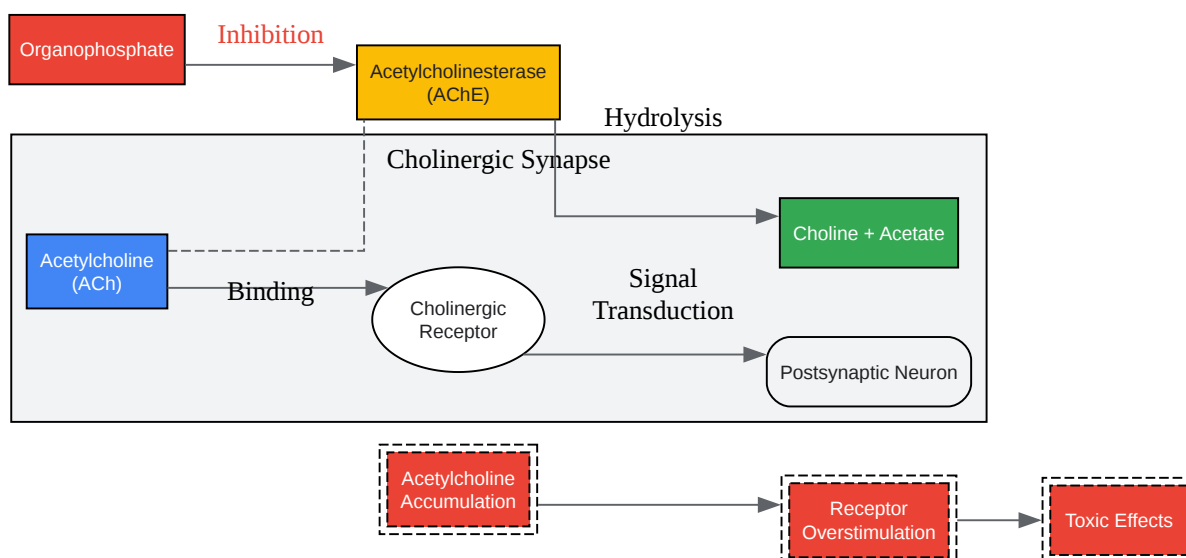 Organophosphate
Inhibition
Acetylcholinesterase
(AChE)
Hydrolysis
Cholinergic Synapse
Choline + Acetate
Acetylcholine
(ACh)
Binding
Cholinergic
Receptor
Signal
Transduction
Postsynaptic Neuron
Acetylcholine
Accumulation
Receptor
Overstimulation
Toxic Effects